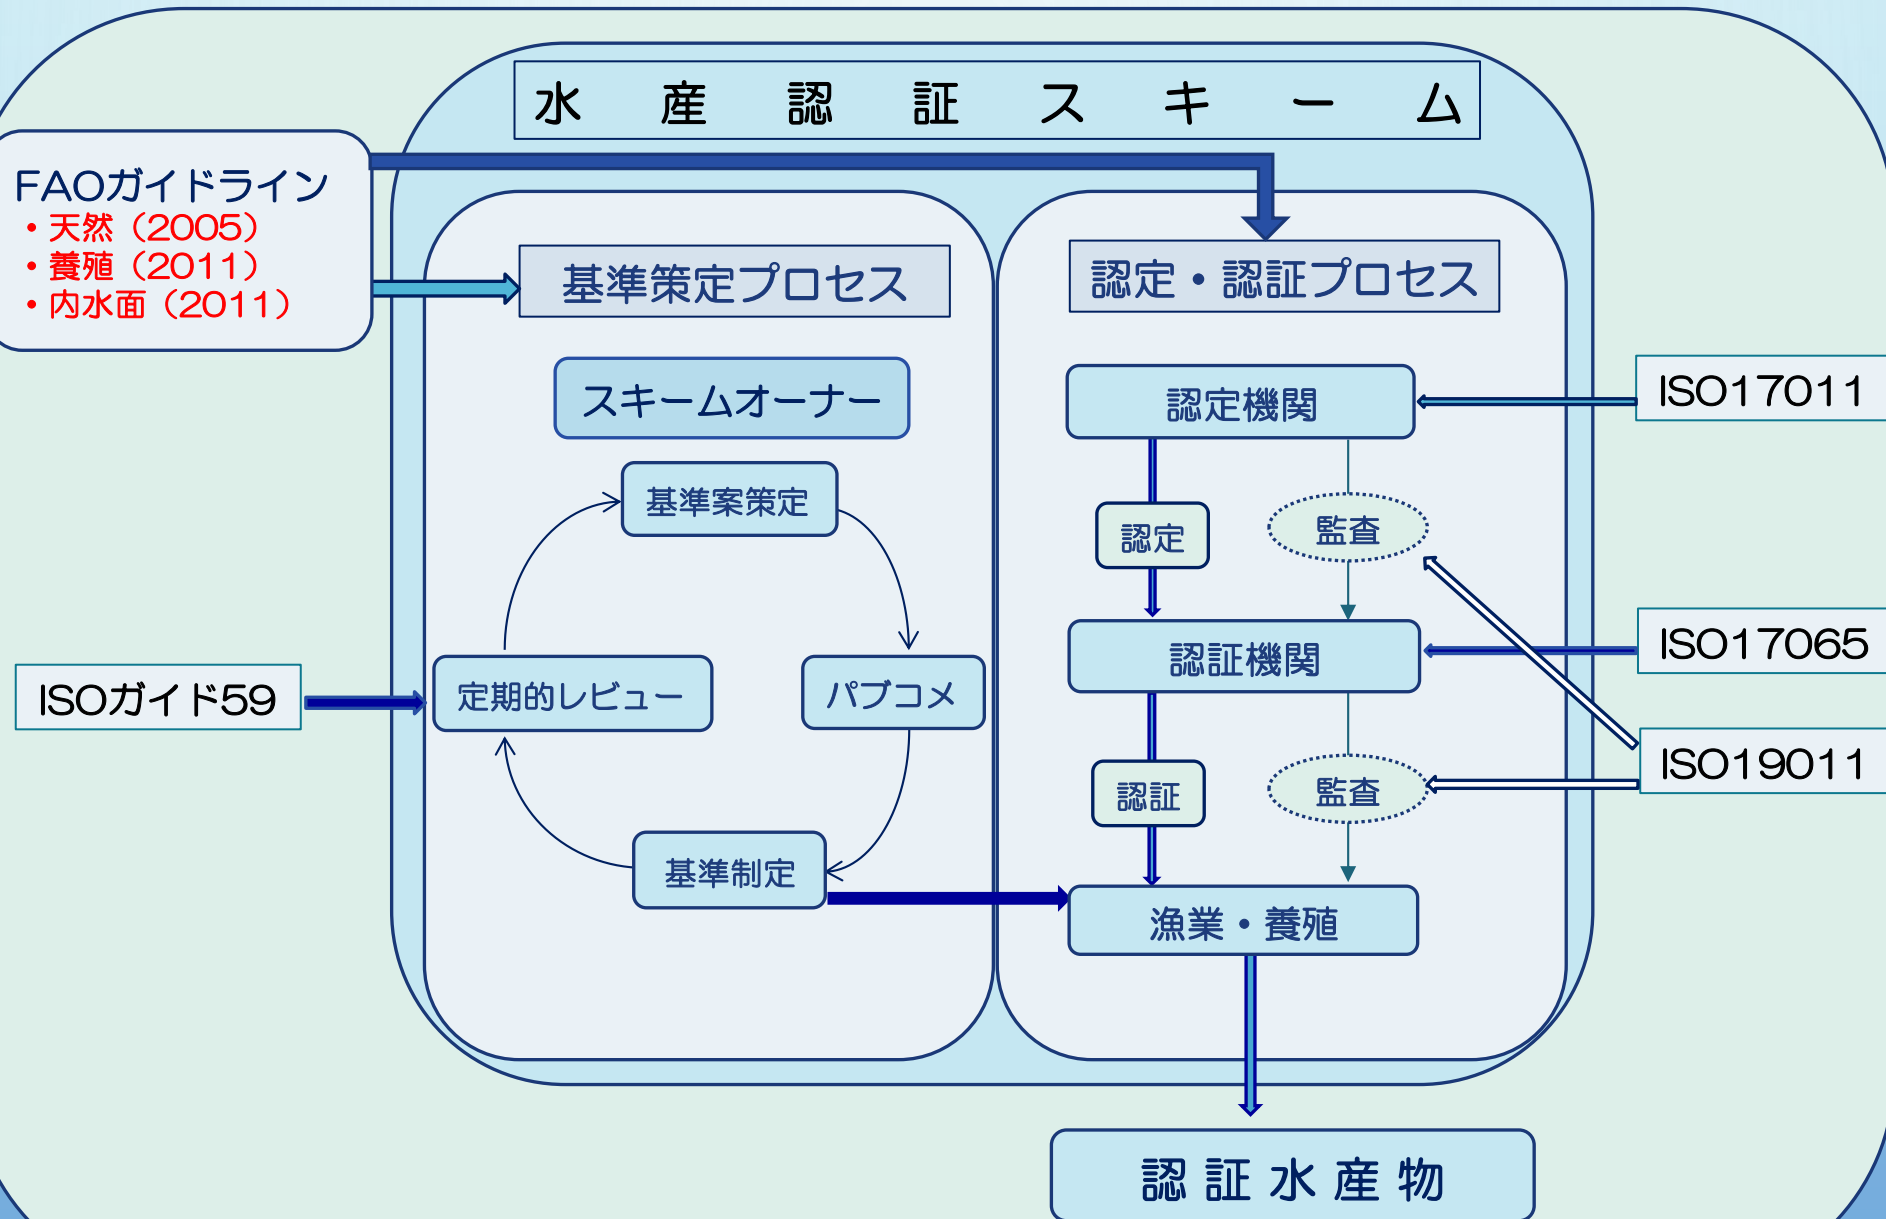 水産認証スキーム
FAOガイドライン
・天然（2005）
・養殖（2011）
・内水面（2011）
基準策定プロセス
認定・認証プロセス
スキームオーナー
基準案策定
定期的レビュー
パブコメ
基準制定
ISOガイド59
認定機関
認定
監査
認証機関
認証
監査
漁業・養殖
ISO17011
ISO17065
ISO19011
認証水産物